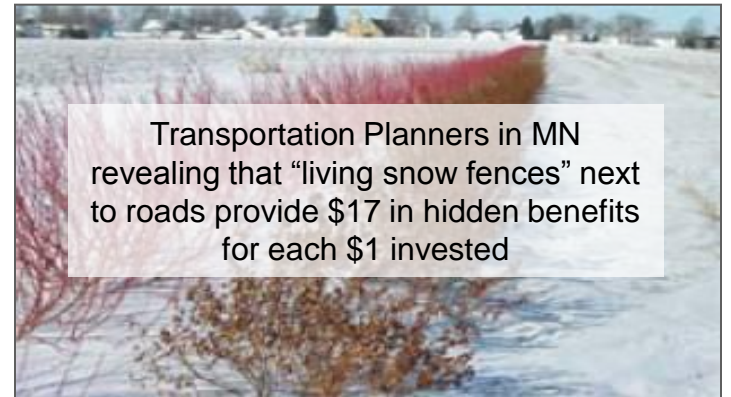 Transportation Planners in MN
revealing that “living snow fences” next
to roads provide $17 in hidden benefits
for each $1 invested